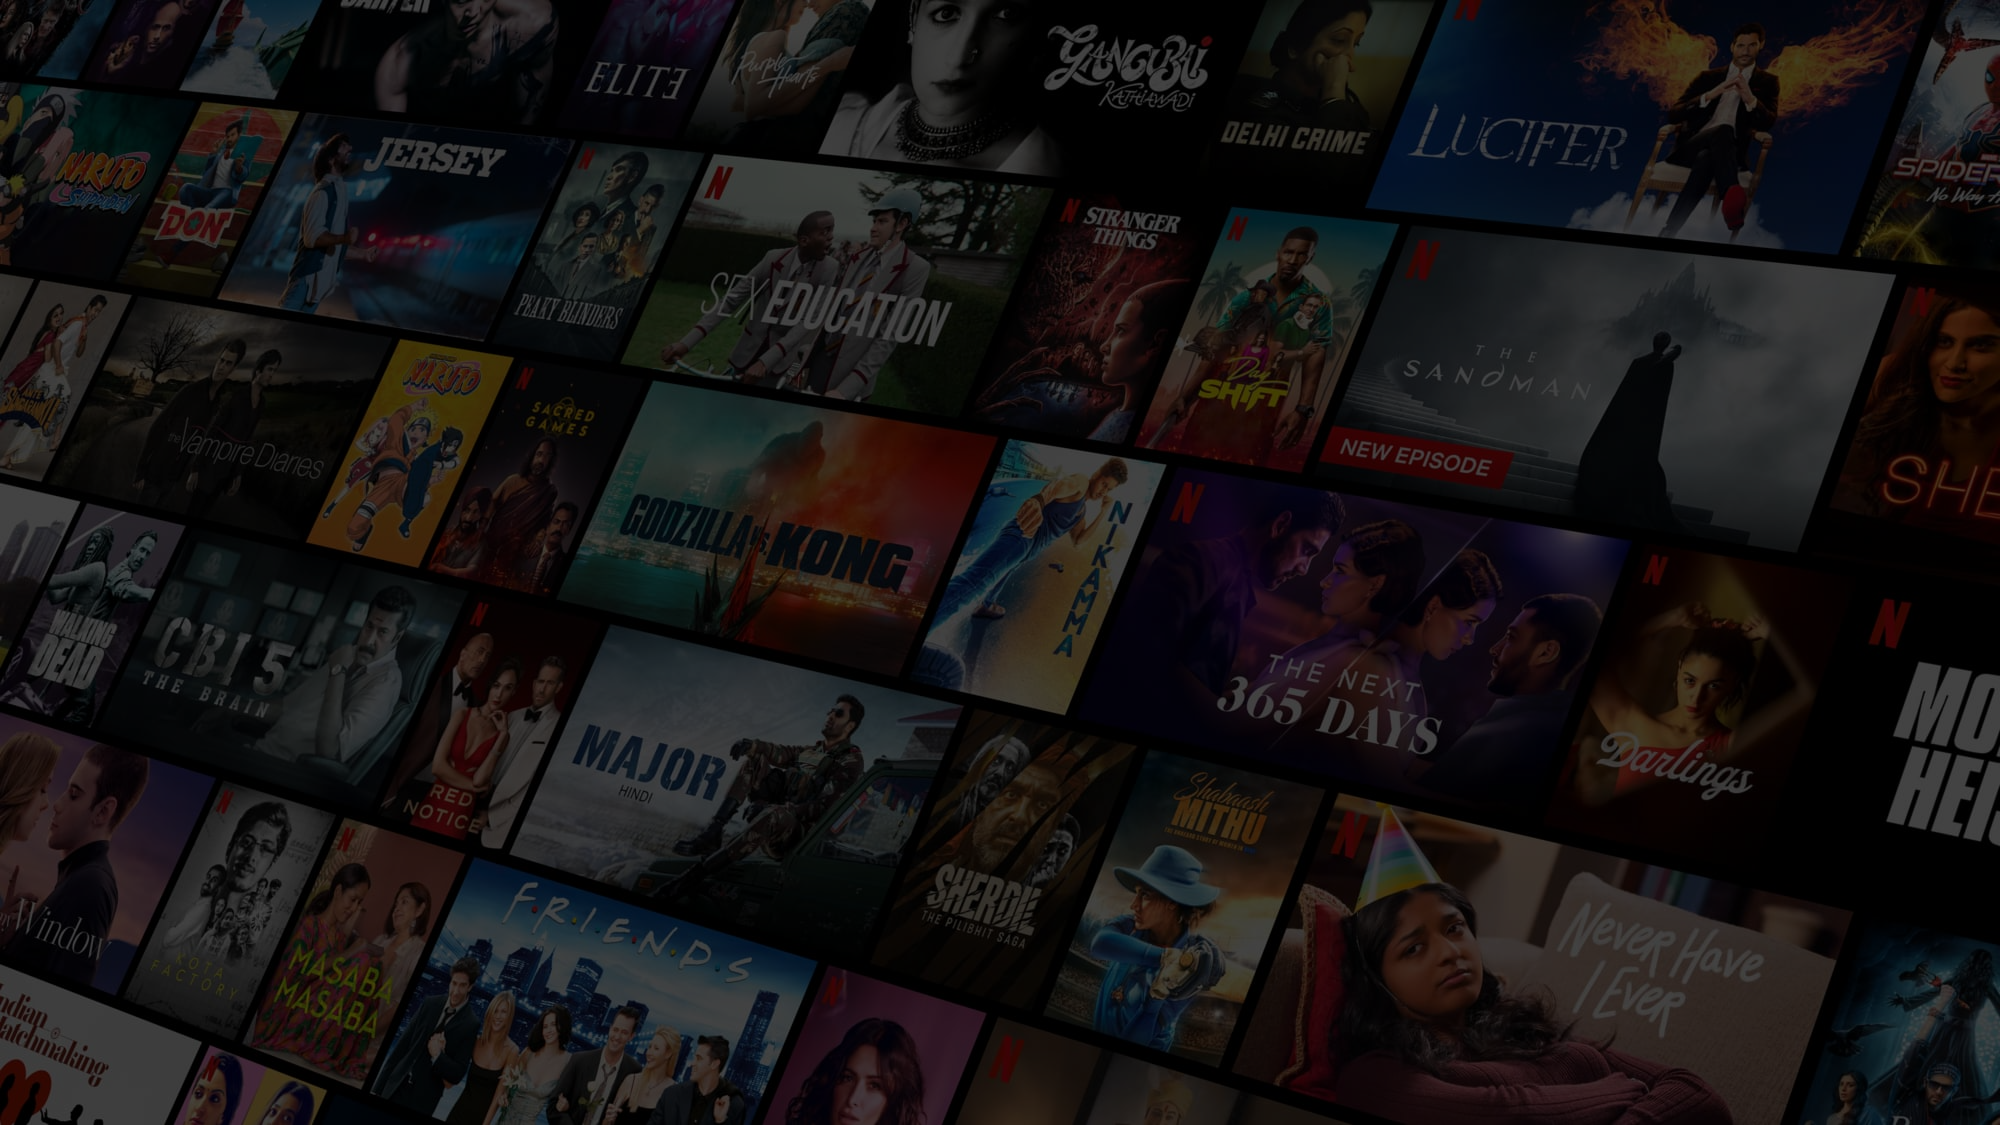 ELITE
Purple
Hearts
GANGUBAI
KATHIAWADI
DELHI CRIME
LUCIFER
SPIDER
No Way
NARUTO
SHIPPUDEN
DON
JERSEY
PEAKY BLINDERS
SEX EDUCATION
STRANGER
THINGS
Day
SHIFT
THE
SANDMAN
NEW EPISODE
SHE
the Vampire Diaries
NARUTO
SACRED
GAMES
GODZILLA VS. KONG
NIKAMMA
THE NEXT
365 DAYS
Darlings
MO
HEIS
WALKING
DEAD
CBI 5
THE BRAIN
RED
NOTICE
MAJOR
HINDI
SHERDIL
THE PILIBHIT SAGA
Shabaash
MITHU
Never Have
I Ever
Window
KOTA
FACTORY
MASABA
MASABA
F·R·I·E·N·D·S
Indian
Matchmaking